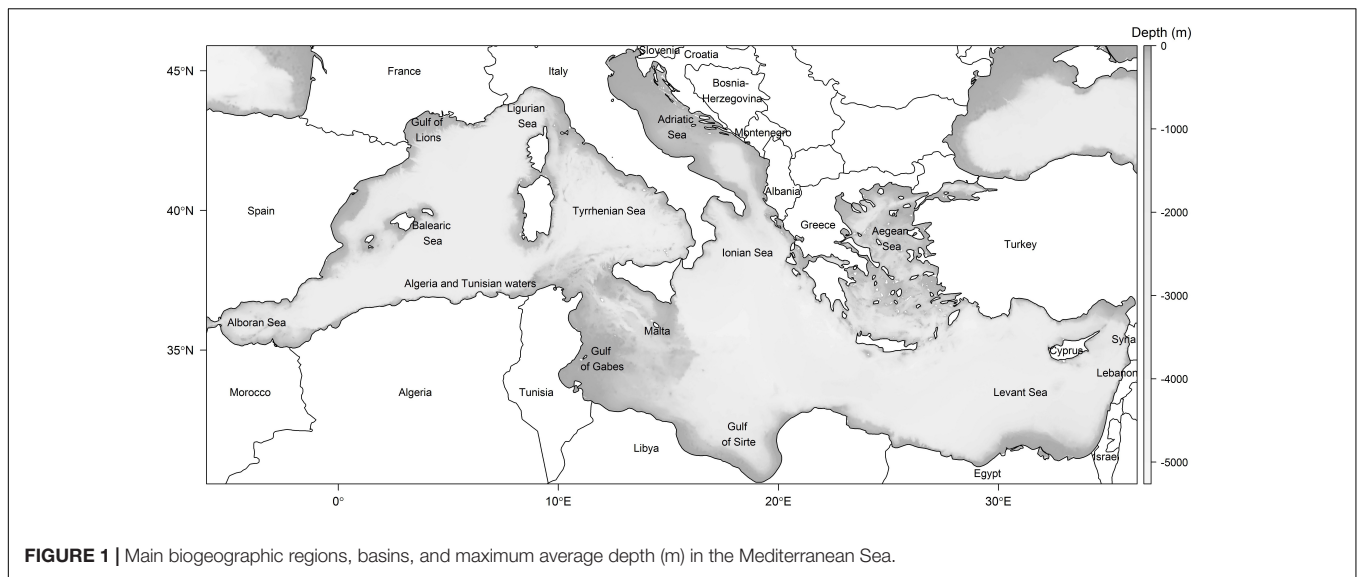 Depth (m)
Slovenia
Croatia
0
45°N
France
Italy
Bosnia-
Herzegovina
Ligurian
Sea
Gulf of
Lions
Adriatic
Sea
Montenegro
-1000
Albania
40°N
Spain
Balearic
Sea
Tyrrhenian Sea
Ionian Sea
Greece
Aegean
Sea
Turkey
-2000
Algeria and Tunisian waters
-3000
Alboran Sea
Malta
35°N
Gulf
of Gabes
Cyprus
Syria
Lebanon
-4000
Morocco
Algeria
Tunisia
Levant Sea
Libya
Gulf
of Sirte
Israel
Egypt
-5000
0°
10°E
20°E
30°E
FIGURE 1 | Main biogeographic regions, basins, and maximum average depth (m) in the Mediterranean Sea.